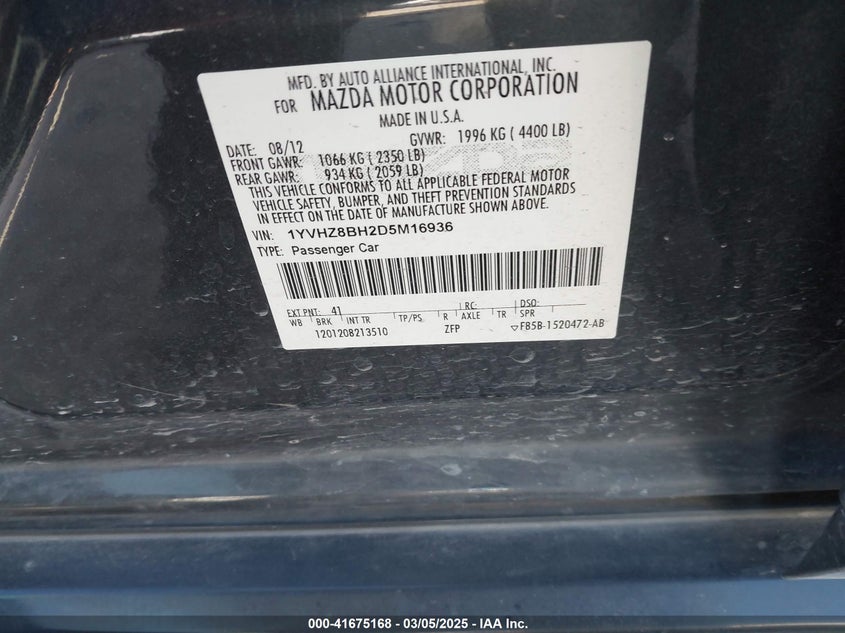 MFD. BY AUTO ALLIANCE INTERNATIONAL, INC.
FOR MAZDA MOTOR CORPORATION
MADE IN U.S.A.
DATE: 08/12 GVWR: 1996 KG ( 4400 LB)
FRONT GAWR: 1066 KG ( 2350 LB)
REAR GAWR: 934 KG ( 2059 LB)
THIS VEHICLE CONFORMS TO ALL APPLICABLE FEDERAL MOTOR
VEHICLE SAFETY, BUMPER, AND THEFT PREVENTION STANDARDS
IN EFFECT ON THE DATE OF MANUFACTURE SHOWN ABOVE.
VIN: 1YVHZ8BH2D5M16936
TYPE: Passenger Car
EXT PNT: 41 RC: DSO:
WB BRK INT TR TP/PS R AXLE TR SPR
1201208213510 ZFP ▽F85B-1520472-AB
000-41675168 - 03/05/2025 - IAA Inc.